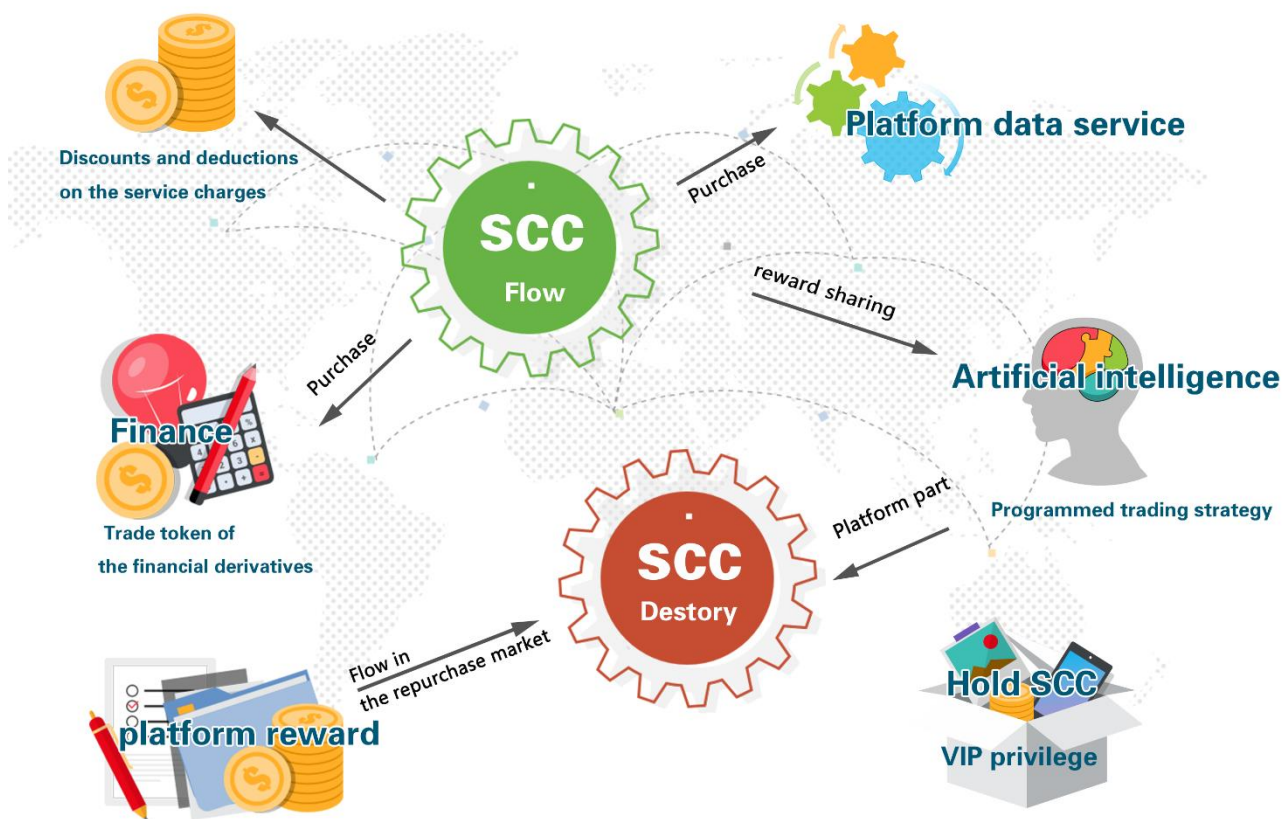 Discounts and deductions
on the service charges
SCC
Flow
Purchase
Platform data service
reward sharing
Artificial intelligence
Programmed trading strategy
Purchase
Finance
Trade token of
the financial derivatives
SCC
Destory
Platform part
Flow in
the repurchase market
platform reward
Hold SCC
VIP privilege